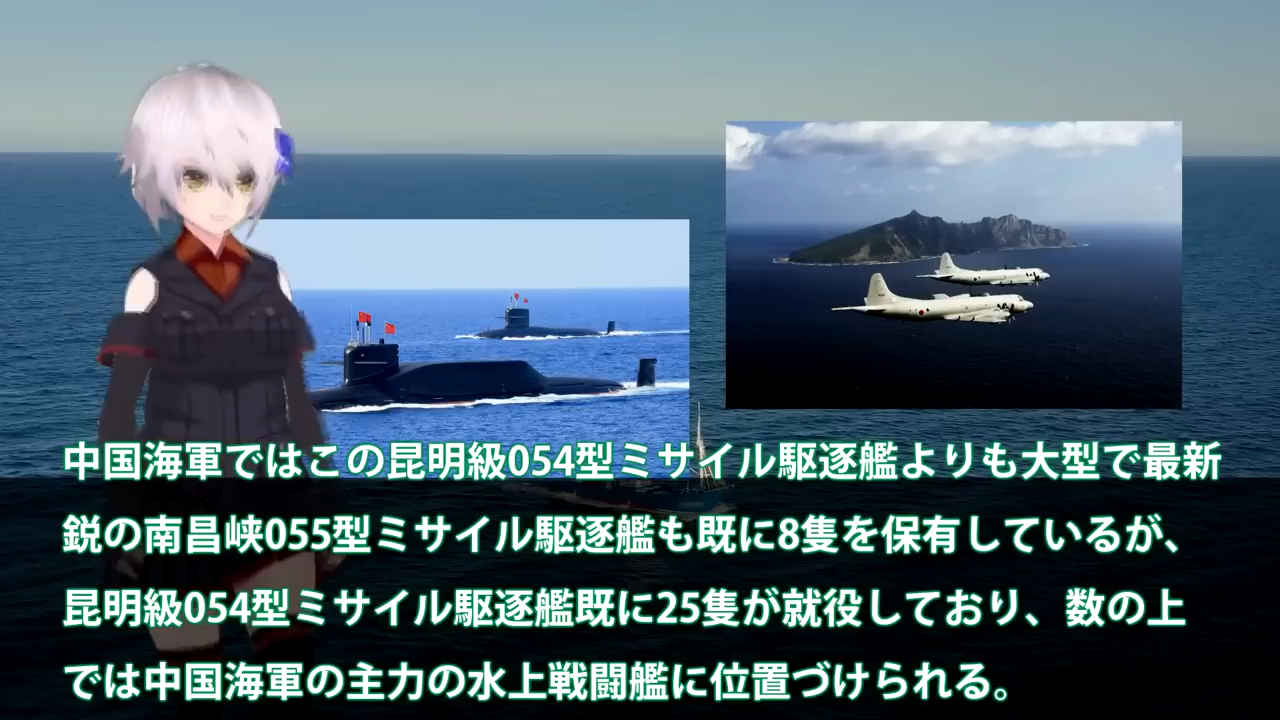 中国海軍ではこの昆明級054型ミサイル駆逐艦よりも大型で最新
鋭の南昌峡055型ミサイル駆逐艦も既に8隻を保有しているが、
昆明級054型ミサイル駆逐艦既に25隻が就役しており、数の上
では中国海軍の主力の水上戦闘艦に位置づけられる。